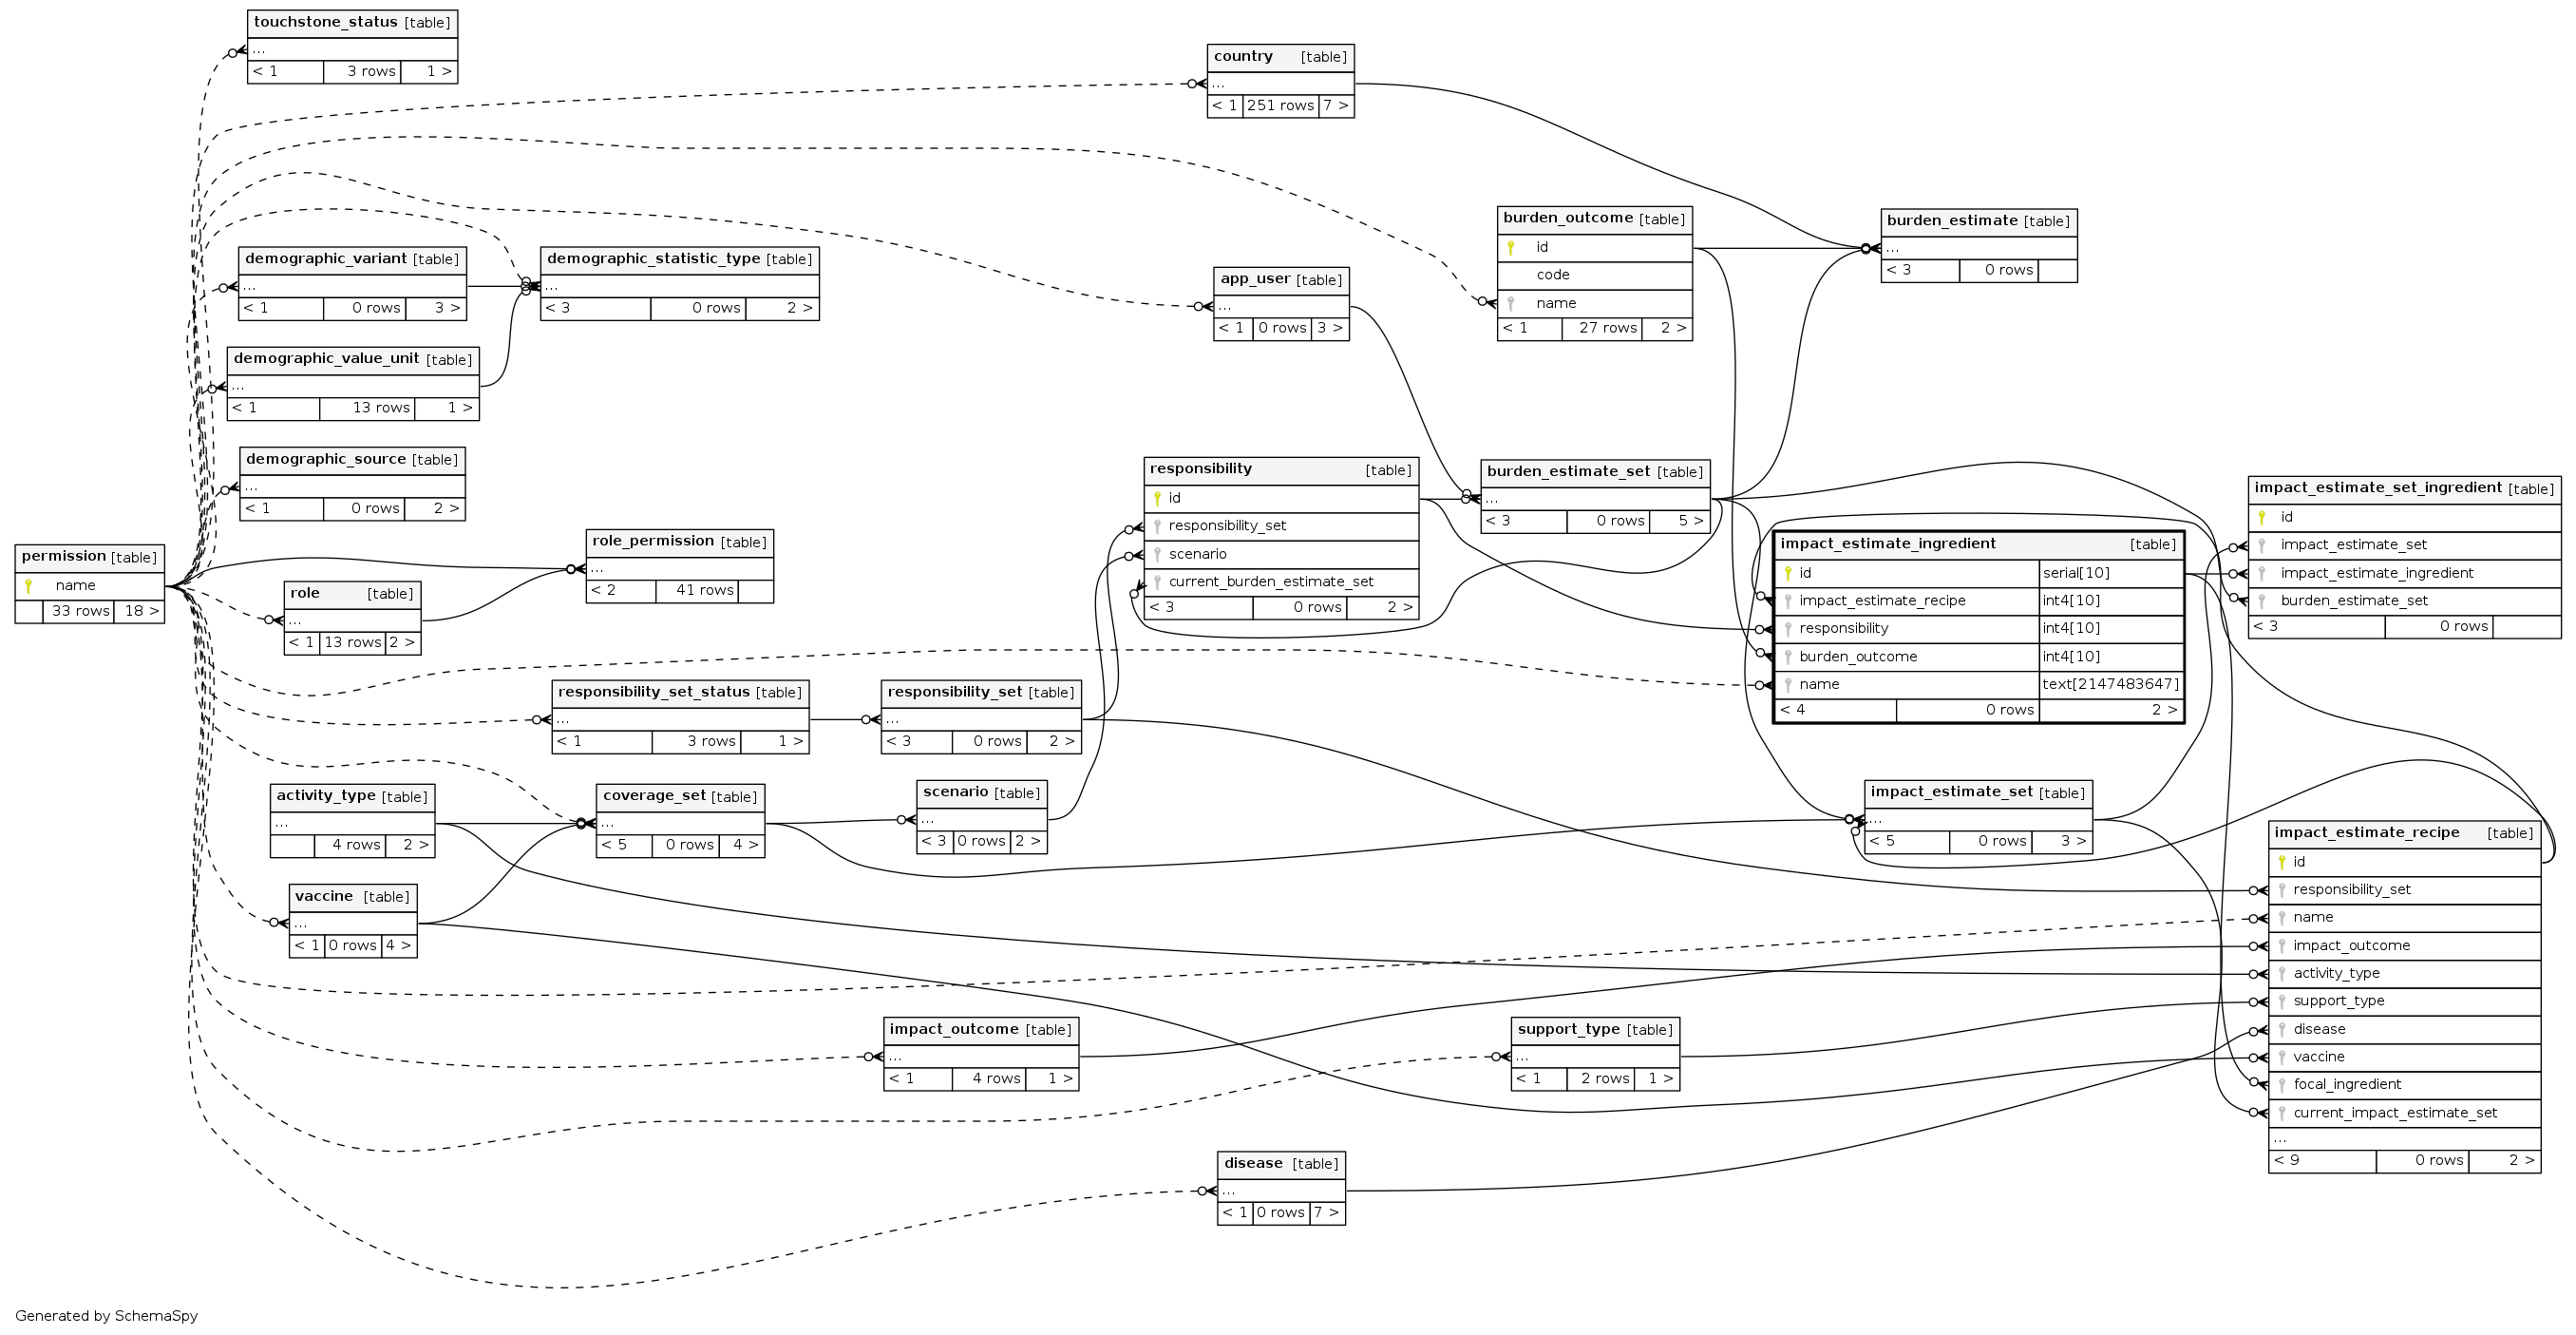 touchstone_status [table]
...
< 1 3 rows 1 >
country [table]
...
< 1 251 rows 7 >
burden_outcome [table]
id
code
name
< 1 27 rows 2 >
burden_estimate [table]
...
< 3 0 rows
demographic_variant [table]
...
< 1 0 rows 3 >
demographic_statistic_type [table]
...
< 3 0 rows 2 >
app_user [table]
...
< 1 0 rows 3 >
demographic_value_unit [table]
...
< 1 13 rows 1 >
demographic_source [table]
...
< 1 0 rows 2 >
responsibility [table]
id
responsibility_set
scenario
current_burden_estimate_set
< 3 0 rows 2 >
burden_estimate_set [table]
...
< 3 0 rows 5 >
impact_estimate_set_ingredient [table]
id
impact_estimate_set
impact_estimate_ingredient
burden_estimate_set
< 3 0 rows
impact_estimate_ingredient [table]
id serial[10]
impact_estimate_recipe int4[10]
responsibility int4[10]
burden_outcome int4[10]
name text[2147483647]
< 4 0 rows 2 >
permission [table]
name
33 rows 18 >
role_permission [table]
...
< 2 41 rows
role [table]
...
< 1 13 rows 2 >
responsibility_set_status [table]
...
< 1 3 rows 1 >
responsibility_set [table]
...
< 3 0 rows 2 >
activity_type [table]
...
4 rows 2 >
coverage_set [table]
...
< 5 0 rows 4 >
scenario [table]
...
< 3 0 rows 2 >
impact_estimate_set [table]
...
< 5 0 rows 3 >
impact_estimate_recipe [table]
id
responsibility_set
name
impact_outcome
activity_type
support_type
disease
vaccine
focal_ingredient
current_impact_estimate_set
...
< 9 0 rows 2 >
vaccine [table]
...
< 1 0 rows 4 >
impact_outcome [table]
...
< 1 4 rows 1 >
support_type [table]
...
< 1 2 rows 1 >
disease [table]
...
< 1 0 rows 7 >
Generated by SchemaSpy